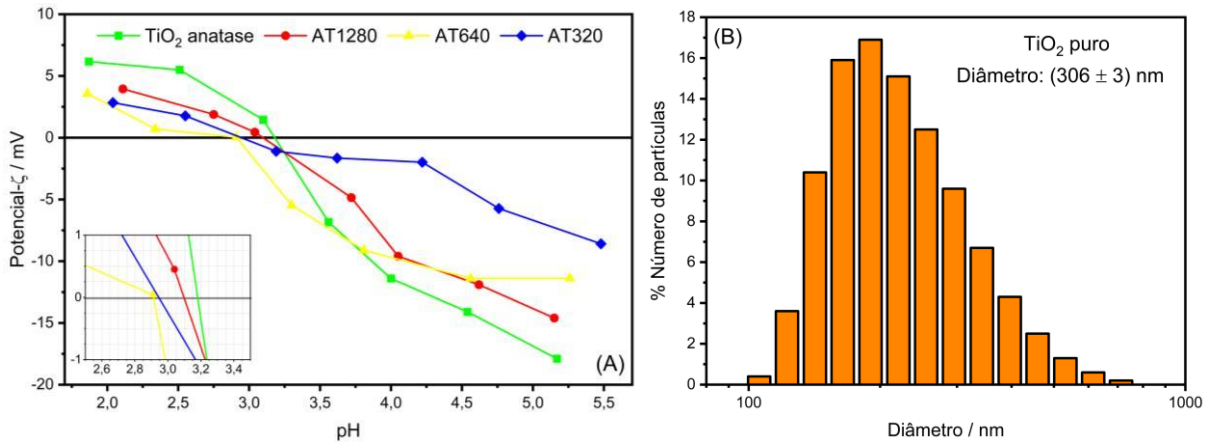 TiO₂ anatase AT1280 AT640 AT320
10
5
0
-5
-10
-15
-20
Potencial-ζ / mV
1
0
-1
2,6 2,8 3,0 3,2 3,4
(A)
2,0 2,5 3,0 3,5 4,0 4,5 5,0 5,5
pH
(B)
TiO₂ puro
Diâmetro: (306 ± 3) nm
18
16
14
12
10
8
6
4
2
0
% Número de partículas
100 1000
Diâmetro / nm